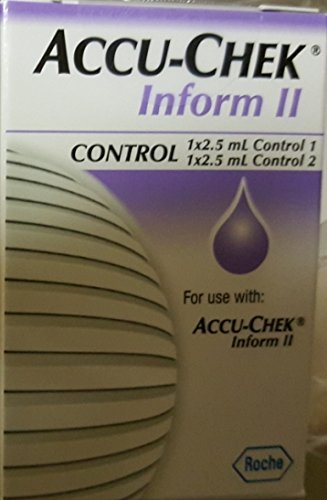 ACCU-CHEK®
Inform II
CONTROL 1x2.5 mL Control 1
1x2.5 mL Control 2
For use with:
ACCU-CHEK®
Inform II
Roche